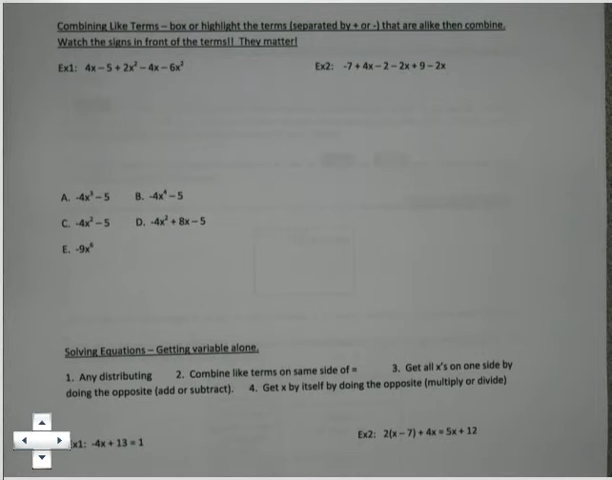 Combining Like Terms – box or highlight the terms (separated by + or -) that are alike then combine.
Watch the signs in front of the terms!! They matter!
Ex1: 4x – 5 + 2x² – 4x – 6x² Ex2: -7 + 4x – 2 – 2x + 9 – 2x
A. -4x³ – 5 B. -4x⁴ – 5
C. -4x² – 5 D. -4x² + 8x – 5
E. -9x⁶
Solving Equations – Getting variable alone.
1. Any distributing 2. Combine like terms on same side of = 3. Get all x's on one side by
doing the opposite (add or subtract). 4. Get x by itself by doing the opposite (multiply or divide)
x1: -4x + 13 = 1 Ex2: 2(x – 7) + 4x = 5x + 12